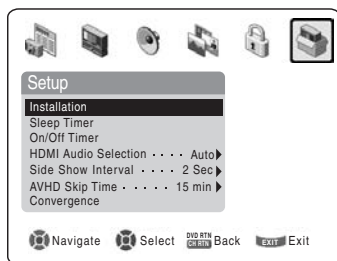 Setup
Installation
Sleep Timer
On/Off Timer
HDMI Audio Selection · · · · Auto
Side Show Interval · · · · 2 Sec
AVHD Skip Time · · · · · 15 min
Convergence
Navigate Select DVD RTN CH RTN Back EXIT Exit